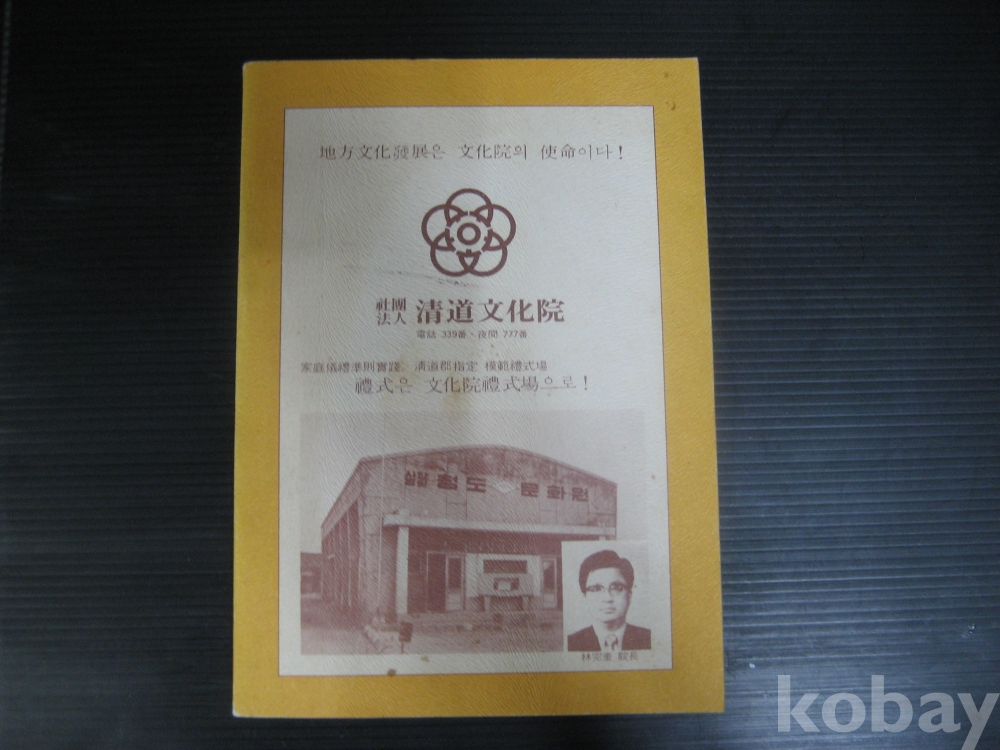 地方文化發展은 文化院의 使命이다!
社團
法人 清道文化院
電話 339番 · 夜間 777番
家庭儀禮準則實踐 清道郡指定 模範禮式場
禮式은 文化院禮式場으로!
청도 문화원
林宗奎 院長
kobay